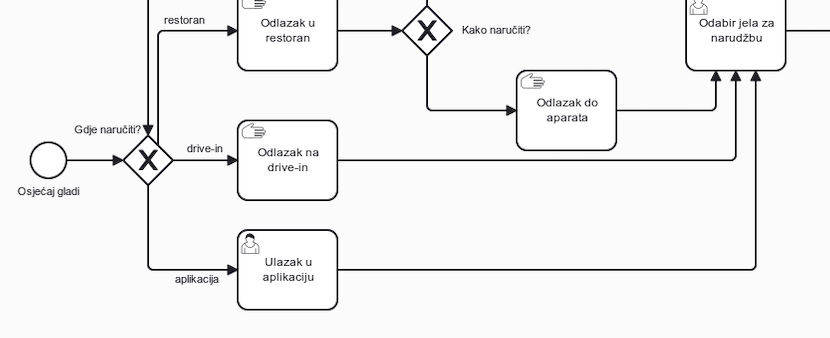 restoran
Odlazak u
restoran
Kako naručiti?
Odabir jela za
narudžbu
Odlazak do
aparata
Gdje naručiti?
drive-in
Odlazak na
drive-in
Osjećaj gladi
aplikacija
Ulazak u
aplikaciju